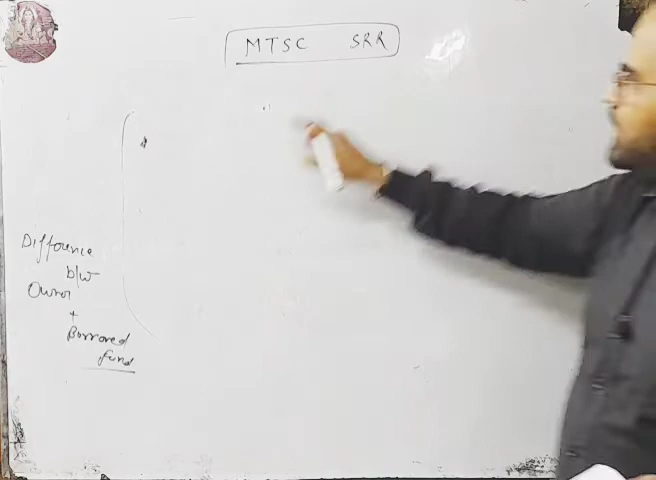 MTSC SRR
Difference
b/w
Owner
+
Borrowed
fund